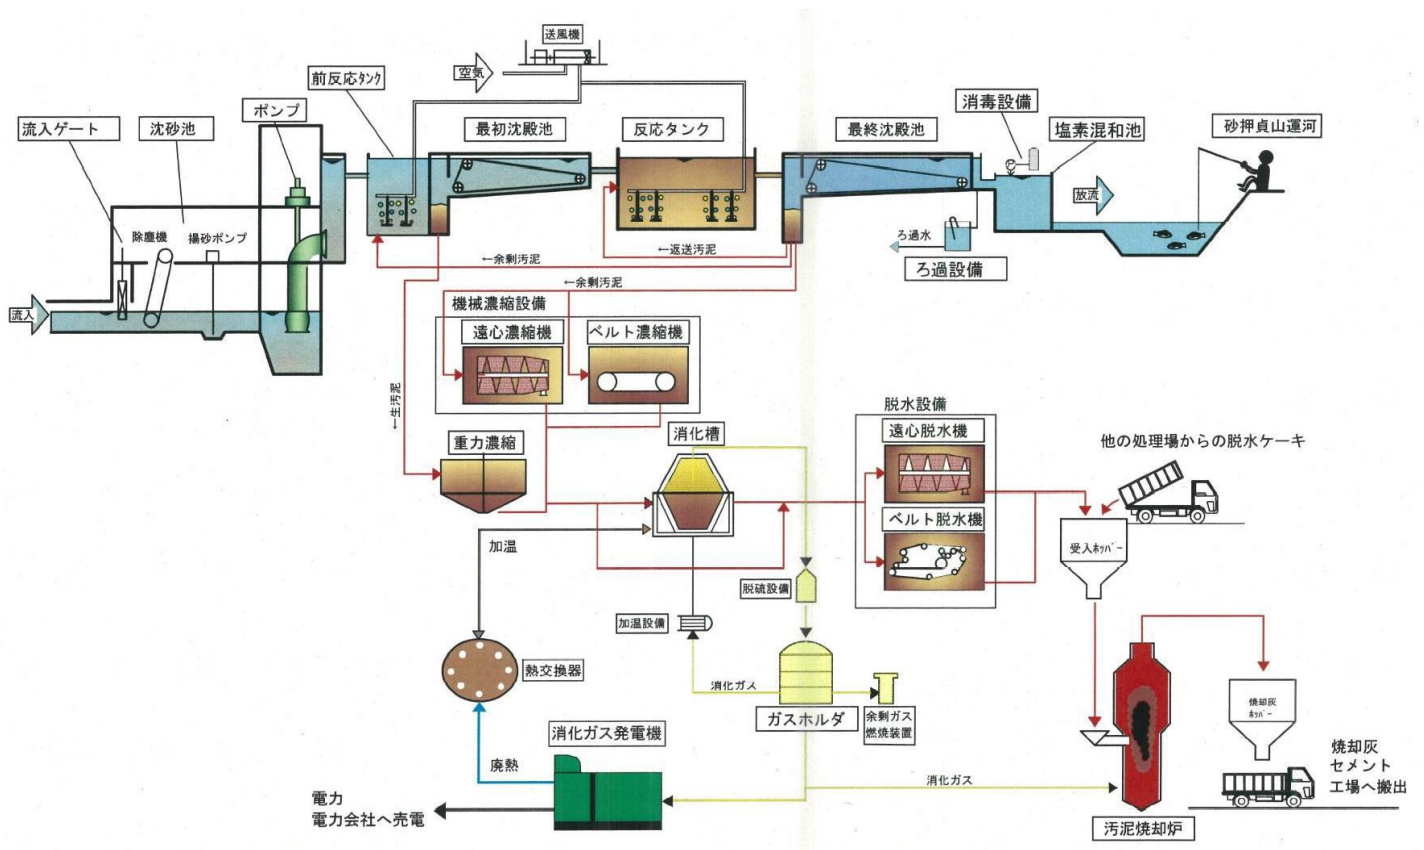 送風機
空気
前反応ﾀﾝｸ
ポンプ
流入ゲート
沈砂池
最初沈殿池
反応タンク
最終沈殿池
消毒設備
塩素混和池
砂押貞山運河
除塵機
揚砂ポンプ
放流
流入
ろ過水
ろ過設備
←返送汚泥
←余剰汚泥
←余剰汚泥
機械濃縮設備
遠心濃縮機
ベルト濃縮機
←生汚泥
重力濃縮
消化槽
脱水設備
遠心脱水機
ベルト脱水機
他の処理場からの脱水ケーキ
受入ﾎｯﾊﾟｰ
加温
脱硫設備
加温設備
熱交換器
消化ガス
ガスホルダ
余剰ガス
燃焼装置
焼却灰
ﾎｯﾊﾟｰ
消化ガス発電機
廃熱
消化ガス
電力
電力会社へ売電
焼却灰
セメント
工場へ搬出
汚泥焼却炉